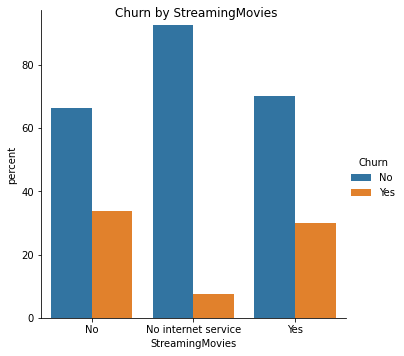 Churn by StreamingMovies
percent
80
60
40
20
0
No
No internet service
Yes
StreamingMovies
Churn
No
Yes